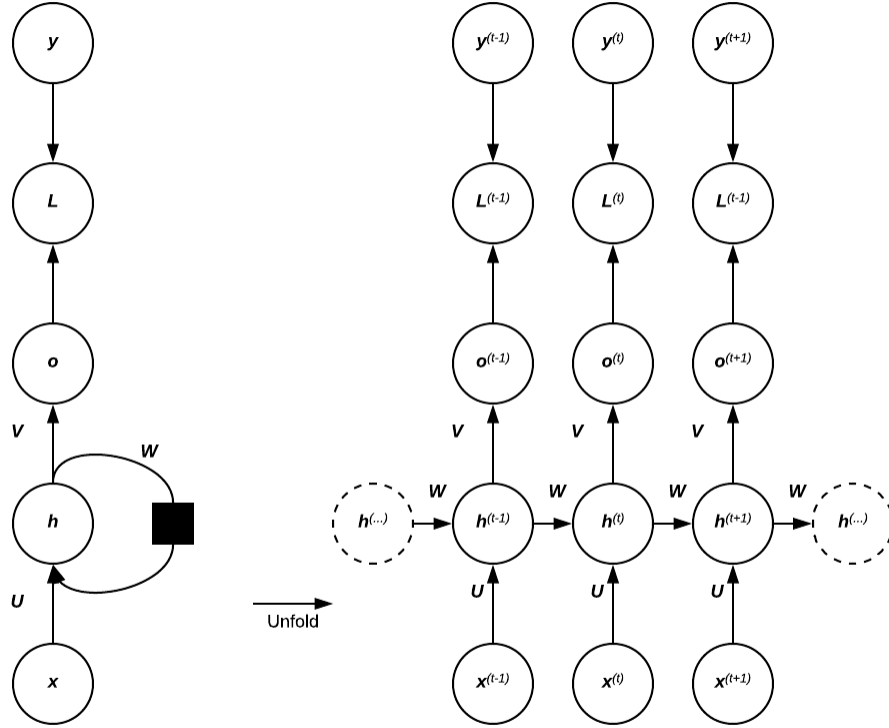 y
y(t-1)
y(t)
y(t+1)
L
L(t-1)
L(t)
L(t-1)
o
o(t-1)
o(t)
o(t+1)
V
V
V
V
W
W
W
W
W
h
h(...)
h(t-1)
h(t)
h(t+1)
h(...)
U
U
U
U
Unfold
x
x(t-1)
x(t)
x(t+1)